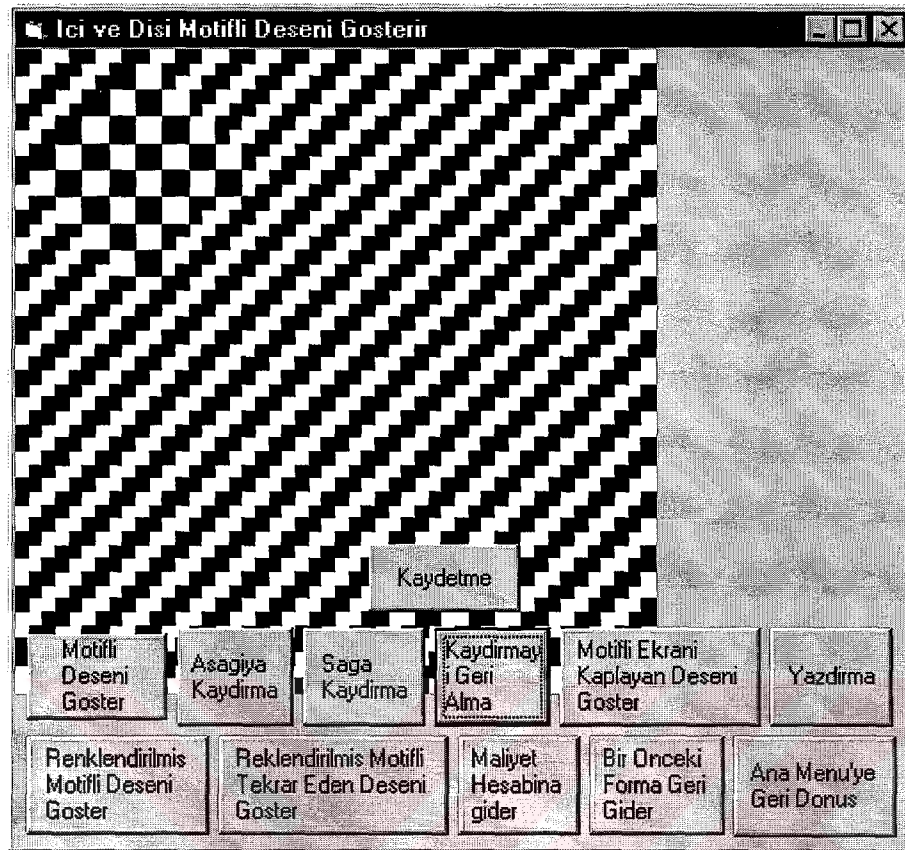 Ici ve Disi Motifli Deseni Gosterir
Kaydetme
Motifli
Deseni
Goster
Asagiya
Kaydirma
Saga
Kaydirma
Kaydirmay
i Geri
Alma
Motifli Ekrani
Kaplayan Deseni
Goster
Yazdirma
Renklendirilmis
Motifli Deseni
Goster
Reklendirilmis Motifli
Tekrar Eden Deseni
Goster
Maliyet
Hesabina
gider
Bir Onceki
Forma Geri
Gider
Ana Menu'ye
Geri Donus